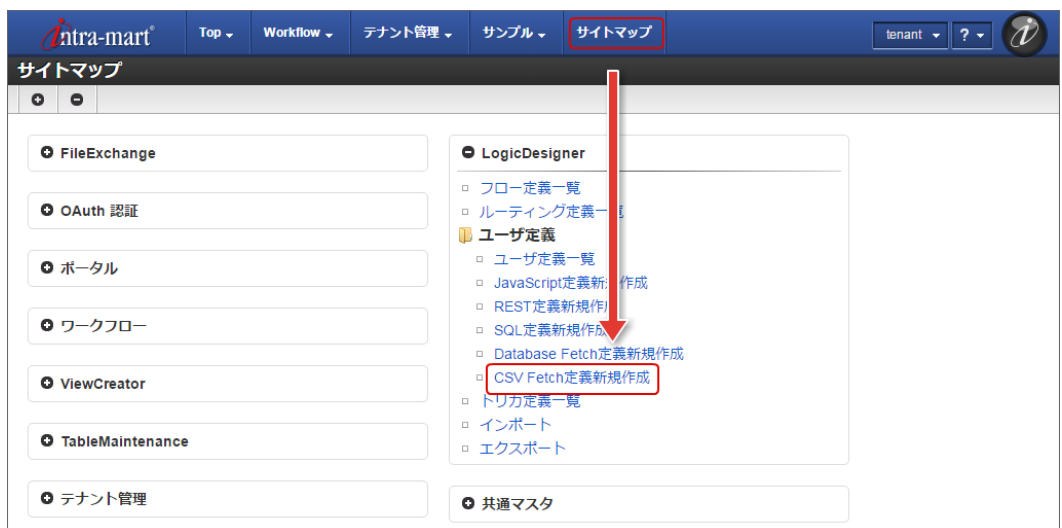 intra-mart®
Top
Workflow
テナント管理
サンプル
サイトマップ
tenant
?
サイトマップ
FileExchange
OAuth 認証
ポータル
ワークフロー
ViewCreator
TableMaintenance
テナント管理
LogicDesigner
フロー定義一覧
ルーティング定義一覧
ユーザ定義
ユーザ定義一覧
JavaScript定義新規作成
REST定義新規作成
SQL定義新規作成
Database Fetch定義新規作成
CSV Fetch定義新規作成
トリガ定義一覧
インポート
エクスポート
共通マスタ